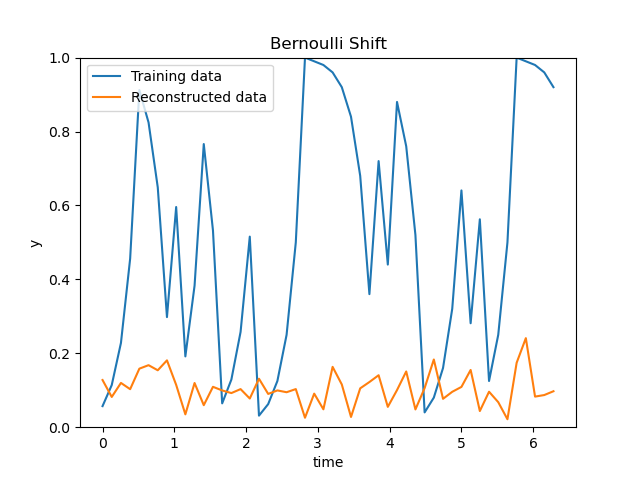 Bernoulli Shift
Training data
Reconstructed data
1.0
0.8
0.6
0.4
0.2
0.0
y
0 1 2 3 4 5 6
time